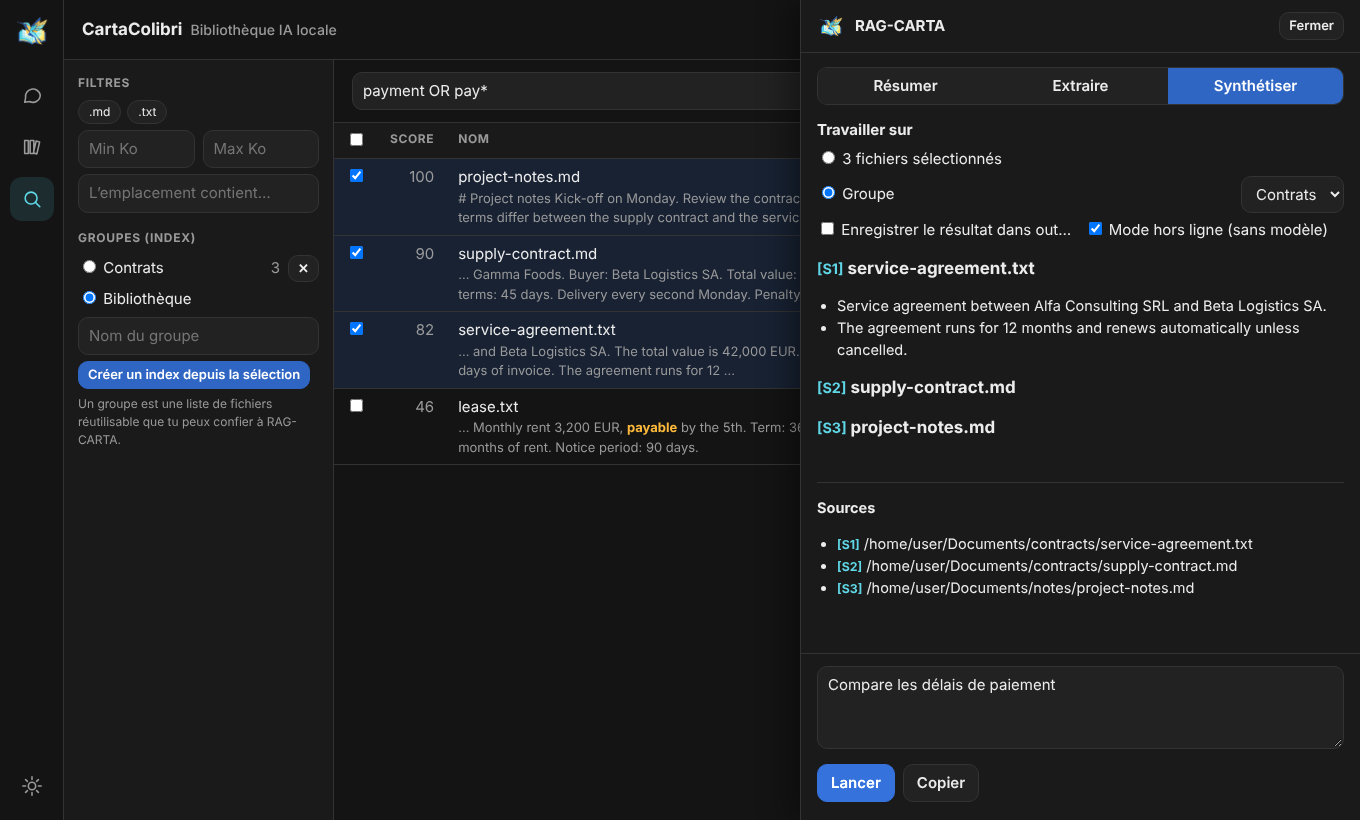 CartaColibri Bibliothèque IA locale
FILTRES
.md .txt
Min Ko Max Ko
L'emplacement contient...
GROUPES (INDEX)
Contrats 3 ×
Bibliothèque
Nom du groupe
Créer un index depuis la sélection
Un groupe est une liste de fichiers
réutilisable que tu peux confier à RAG-
CARTA.
payment OR pay*
SCORE NOM
100 project-notes.md
# Project notes Kick-off on Monday. Review the contrac
terms differ between the supply contract and the servic
90 supply-contract.md
... Gamma Foods. Buyer: Beta Logistics SA. Total value:
terms: 45 days. Delivery every second Monday. Penalty
82 service-agreement.txt
... and Beta Logistics SA. The total value is 42,000 EUR.
days of invoice. The agreement runs for 12 ...
46 lease.txt
... Monthly rent 3,200 EUR, payable by the 5th. Term: 36
months of rent. Notice period: 90 days.
RAG-CARTA Fermer
Résumer Extraire Synthétiser
Travailler sur
3 fichiers sélectionnés
Groupe Contrats
Enregistrer le résultat dans out... Mode hors ligne (sans modèle)
[S1] service-agreement.txt
• Service agreement between Alfa Consulting SRL and Beta Logistics SA.
• The agreement runs for 12 months and renews automatically unless
cancelled.
[S2] supply-contract.md
[S3] project-notes.md
Sources
• [S1] /home/user/Documents/contracts/service-agreement.txt
• [S2] /home/user/Documents/contracts/supply-contract.md
• [S3] /home/user/Documents/notes/project-notes.md
Compare les délais de paiement
Lancer Copier